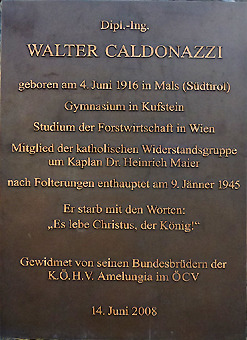 Dipl.-Ing.
WALTER CALDONAZZI
geboren am 4. Juni 1916 in Mals (Südtirol)
Gymnasium in Kufstein
Studium der Forstwirtschaft in Wien
Mitglied der katholischen Widerstandsgruppe
um Kaplan Dr. Heinrich Maier
nach Folterungen enthauptet am 9. Jänner 1945
Er starb mit den Worten:
„Es lebe Christus, der König!“
Gewidmet von seinen Bundesbrüdern der
K.Ö.H.V. Amelungia im ÖCV
14. Juni 2008